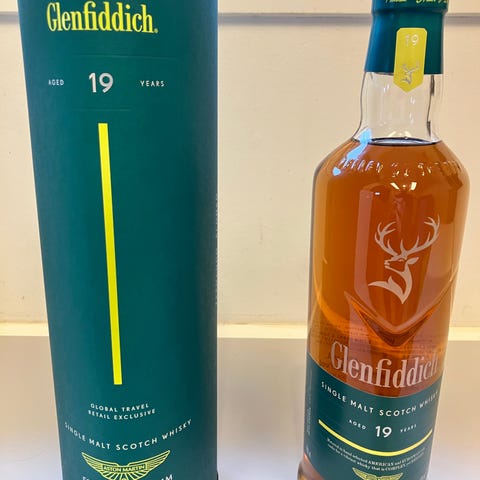 Glenfiddich.
AGED 19 YEARS
GLOBAL TRAVEL
RETAIL EXCLUSIVE
SINGLE MALT SCOTCH WHISKY
ASTON MARTIN
19
Glenfiddich
SINGLE MALT SCOTCH WHISKY
AGED 19 YEARS